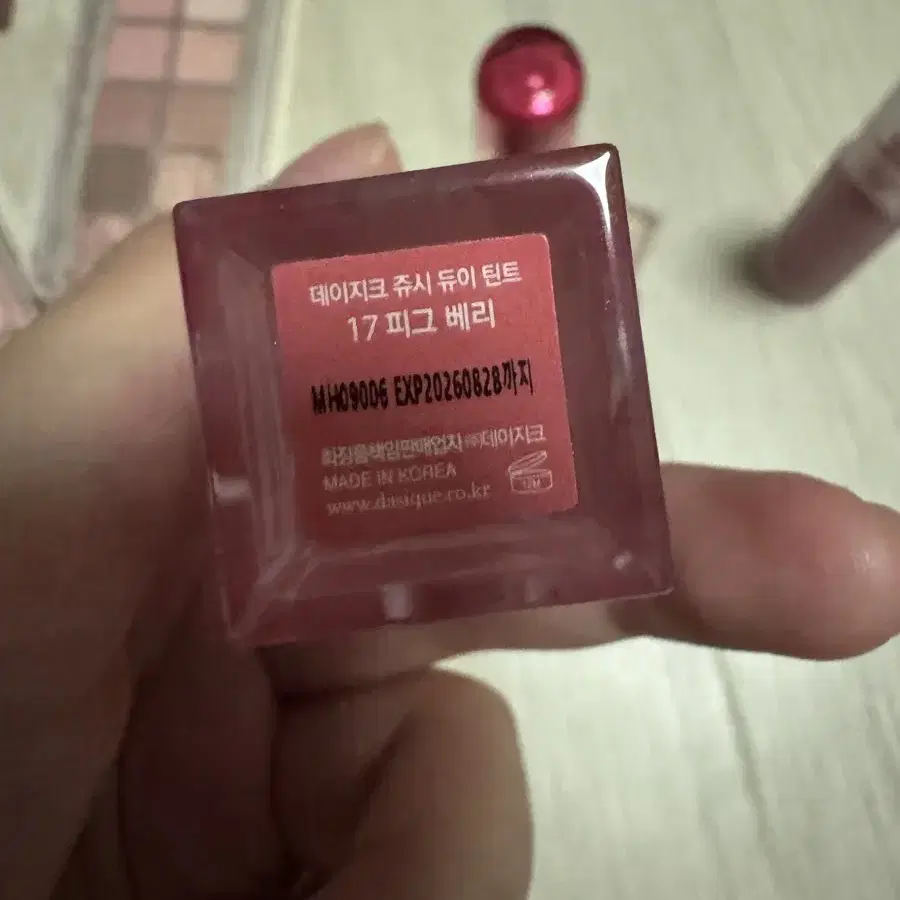 데이지크 쥬시 듀이 틴트
17 피그 베리
MH09006 EXP20260828까지
화장품책임판매업자 ㈜데이지크
MADE IN KOREA
www.dasique.co.kr
12M